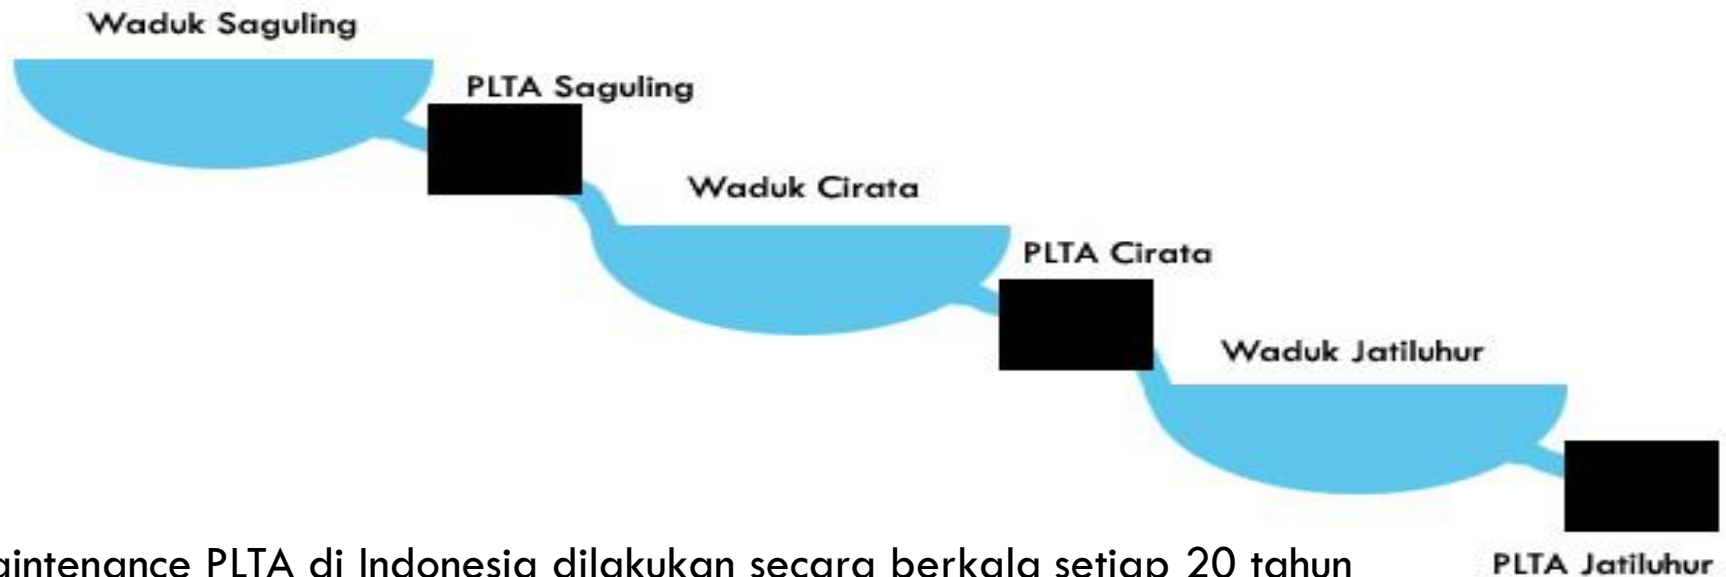 Waduk Saguling
PLTA Saguling
Waduk Cirata
PLTA Cirata
Waduk Jatiluhur
PLTA Jatiluhur
aintenance PLTA di Indonesia dilakukan secara berkala setiap 20 tahun